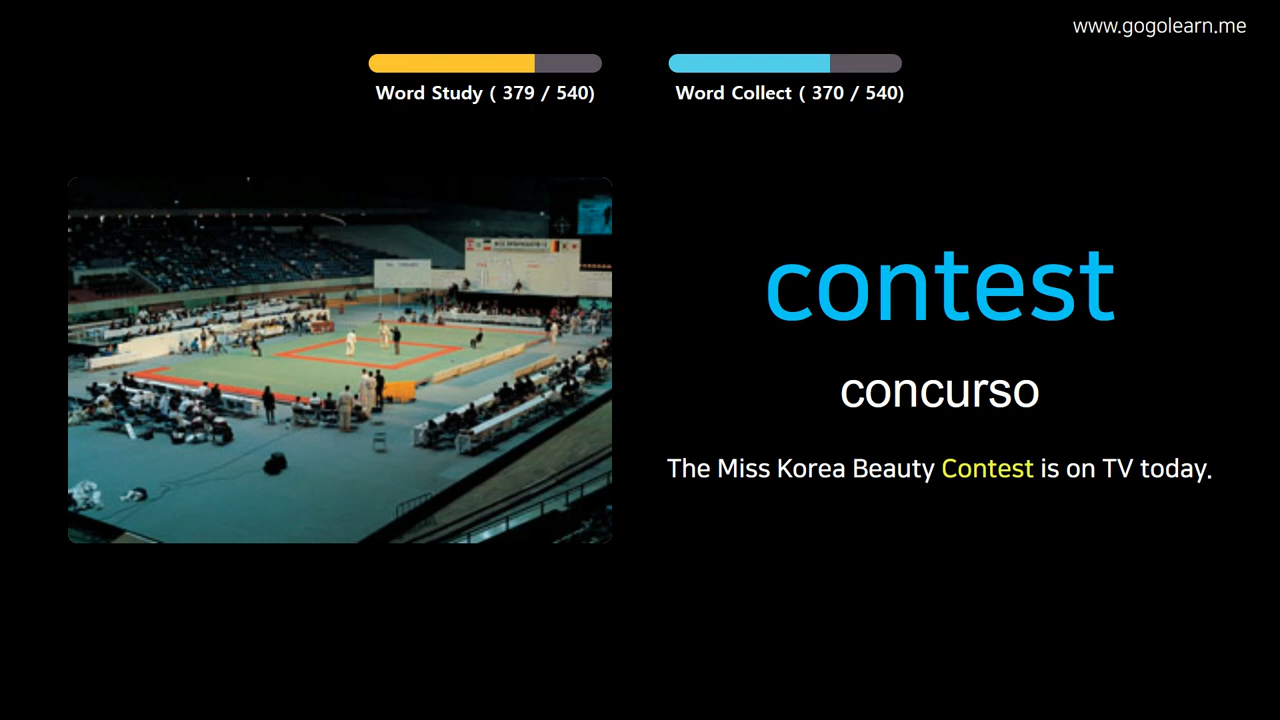 www.gogolearn.me
Word Study ( 379 / 540)
Word Collect ( 370 / 540)
contest
concurso
The Miss Korea Beauty Contest is on TV today.